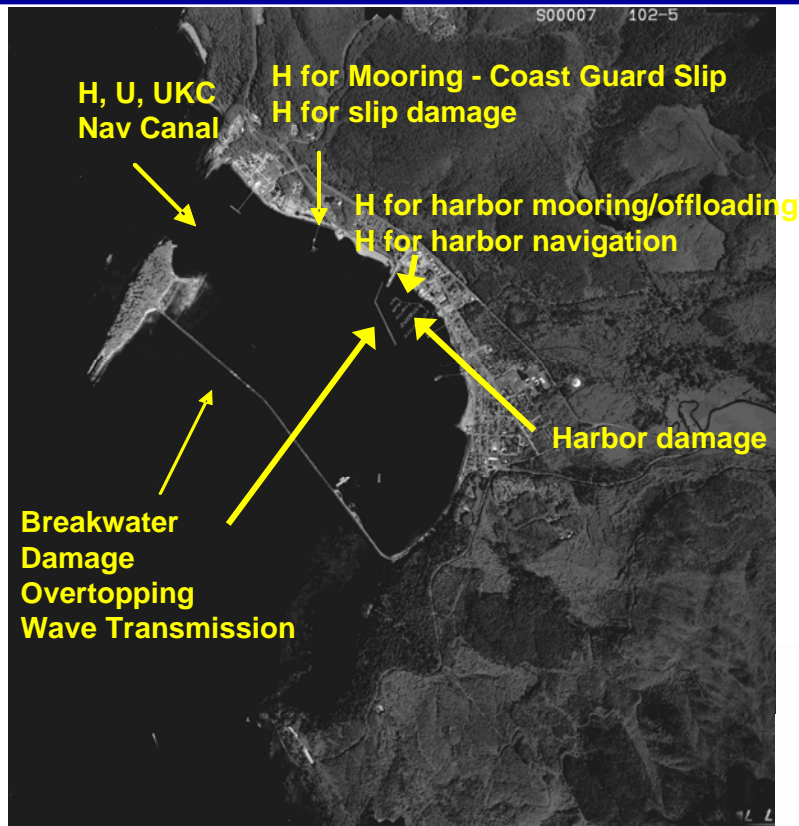 S00007 102-5
H, U, UKC
Nav Canal
H for Mooring - Coast Guard Slip
H for slip damage
H for harbor mooring/offloading
H for harbor navigation
Harbor damage
Breakwater
Damage
Overtopping
Wave Transmission